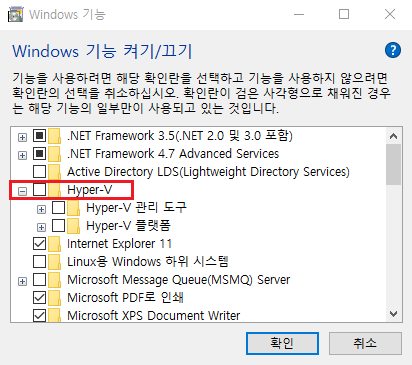 Windows 기능
Windows 기능 켜기/끄기
기능을 사용하려면 해당 확인란을 선택하고 기능을 사용하지 않으려면
확인란의 선택을 취소하십시오. 확인란이 검은 사각형으로 채워진 경우
는 해당 기능의 일부만이 사용되고 있는 것입니다.
.NET Framework 3.5(.NET 2.0 및 3.0 포함)
.NET Framework 4.7 Advanced Services
Active Directory LDS(Lightweight Directory Services)
Hyper-V
Hyper-V 관리 도구
Hyper-V 플랫폼
Internet Explorer 11
Linux용 Windows 하위 시스템
Microsoft Message Queue(MSMQ) Server
Microsoft PDF로 인쇄
Microsoft XPS Document Writer
확인
취소